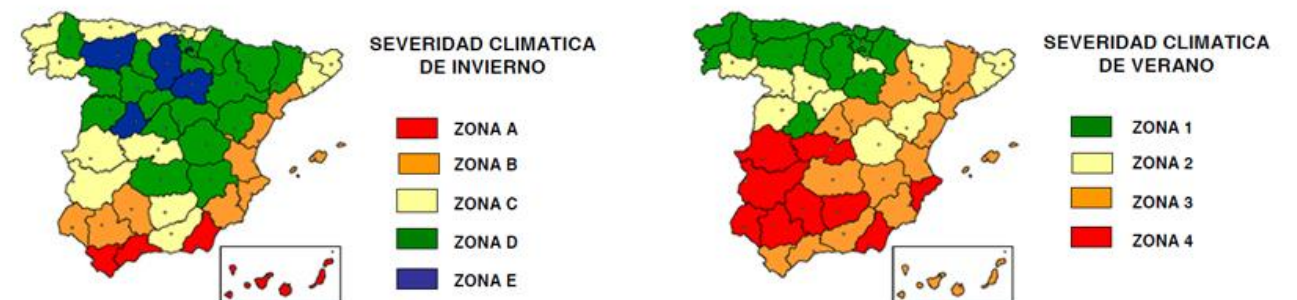 SEVERIDAD CLIMATICA
DE INVIERNO
ZONA A
ZONA B
ZONA C
ZONA D
ZONA E
SEVERIDAD CLIMATICA
DE VERANO
ZONA 1
ZONA 2
ZONA 3
ZONA 4